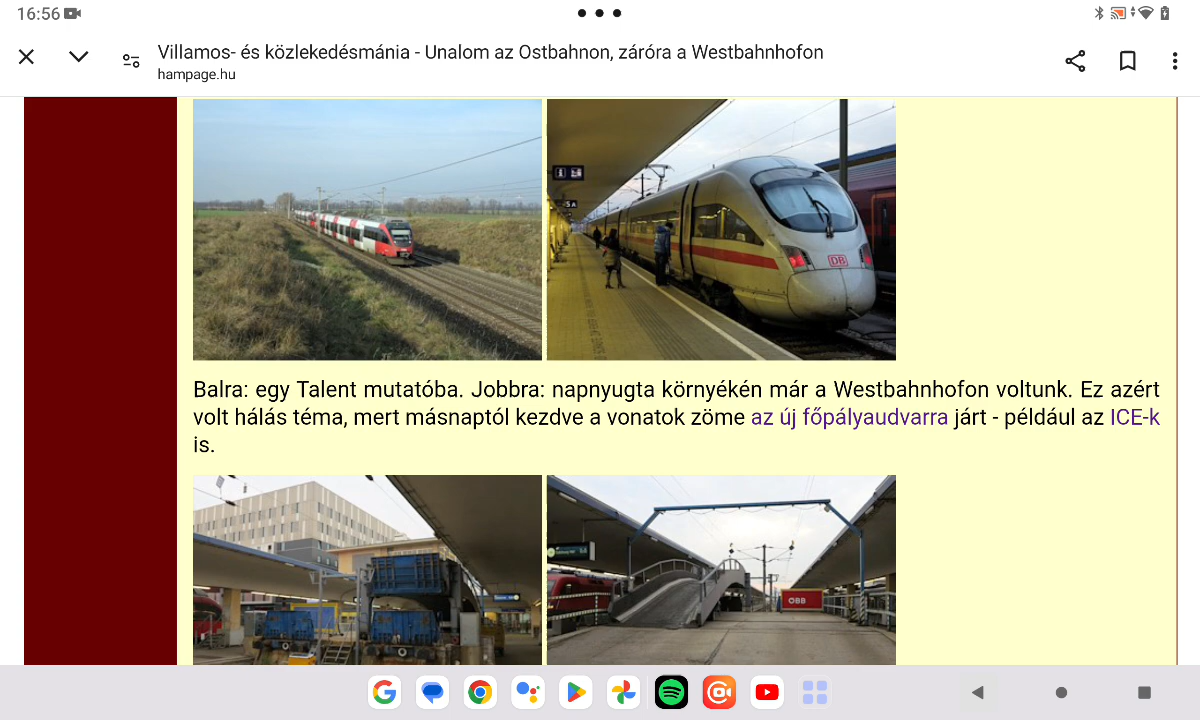 16:56
Villamos- és közlekedésmánia - Unalom az Ostbahnon, záróra a Westbahnhofon
hampage.hu
5 A
DB
Balra: egy Talent mutatóba. Jobbra: napnyugta környékén már a Westbahnhofon voltunk. Ez azért
volt hálás téma, mert másnaptól kezdve a vonatok zöme az új főpályaudvarra járt - például az ICE-k
is.
ÖBB